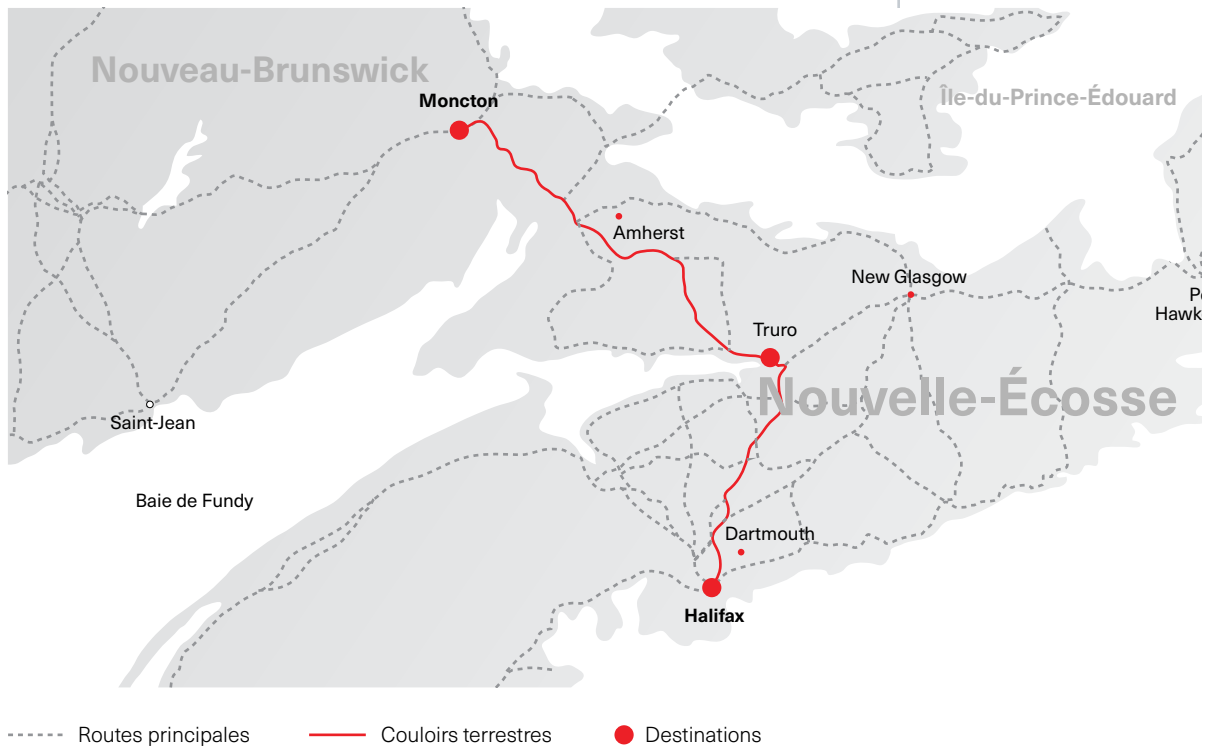 Nouveau-Brunswick
Moncton
Île-du-Prince-Édouard
Amherst
New Glasgow
Hawk
Truro
Nouvelle-Écosse
Saint-Jean
Baie de Fundy
Dartmouth
Halifax
Routes principales
Couloirs terrestres
Destinations